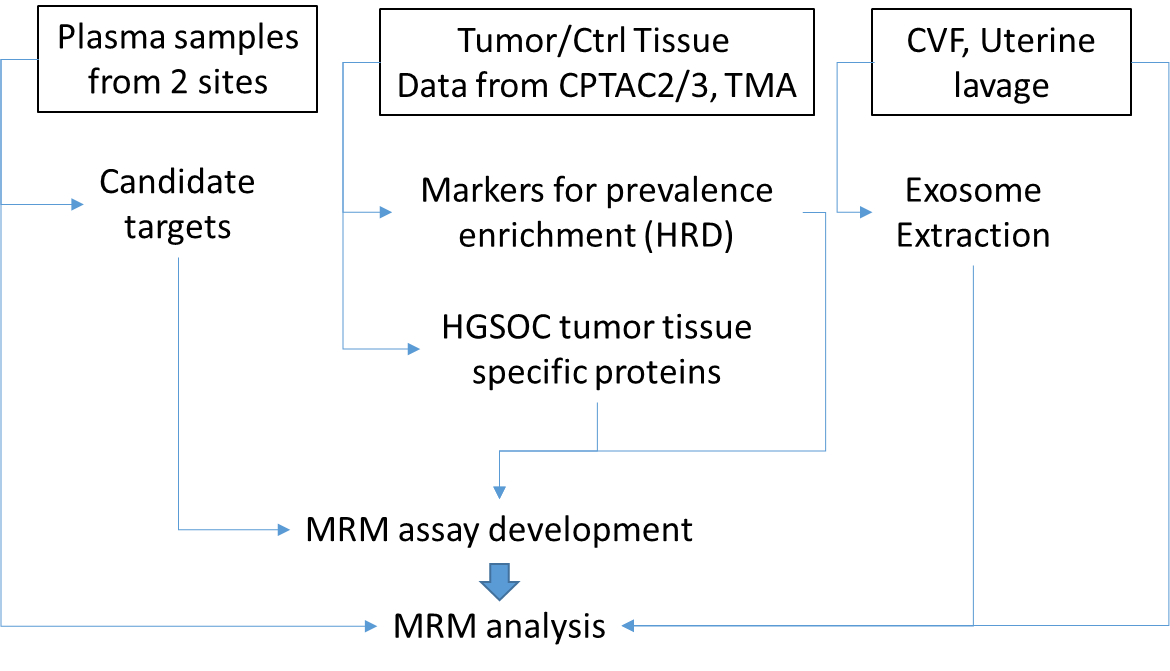 Plasma samples
from 2 sites
Tumor/Ctrl Tissue
Data from CPTAC2/3, TMA
CVF, Uterine
lavage
Candidate
targets
Markers for prevalence
enrichment (HRD)
Exosome
Extraction
HGSOC tumor tissue
specific proteins
MRM assay development
MRM analysis